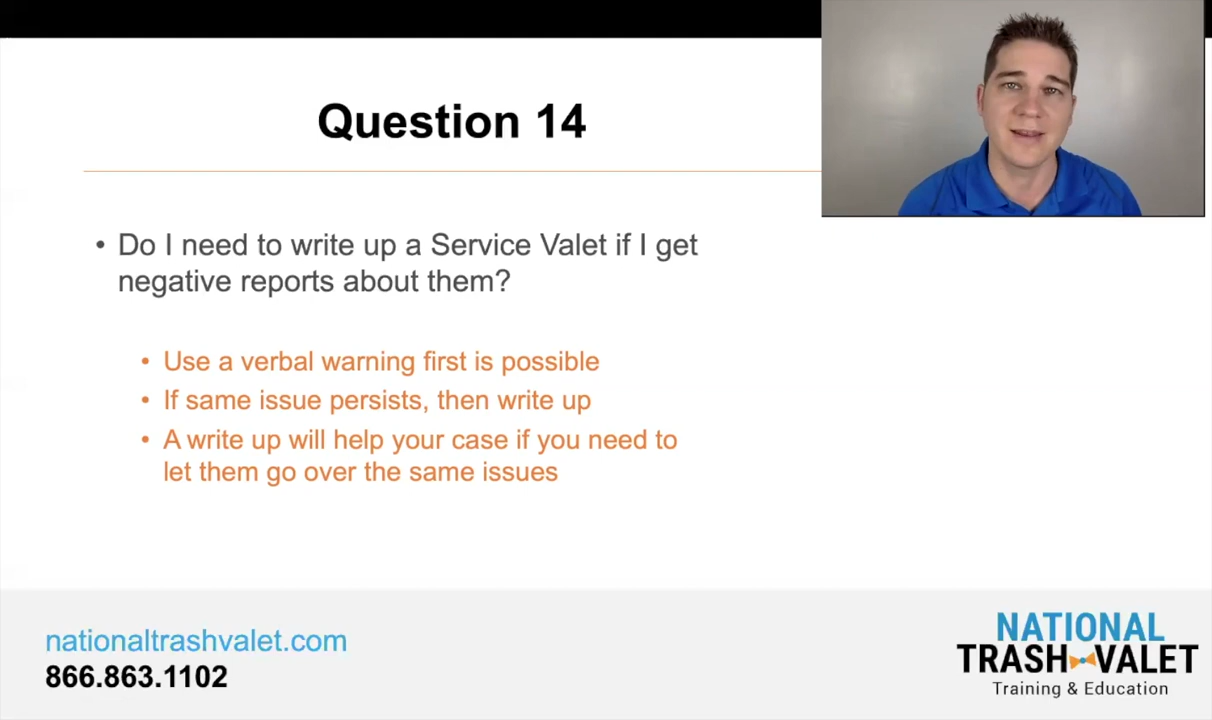 Question 14
• Do I need to write up a Service Valet if I get
negative reports about them?
• Use a verbal warning first is possible
• If same issue persists, then write up
• A write up will help your case if you need to
let them go over the same issues
nationaltrashvalet.com
866.863.1102
NATIONAL
TRASH VALET
Training & Education